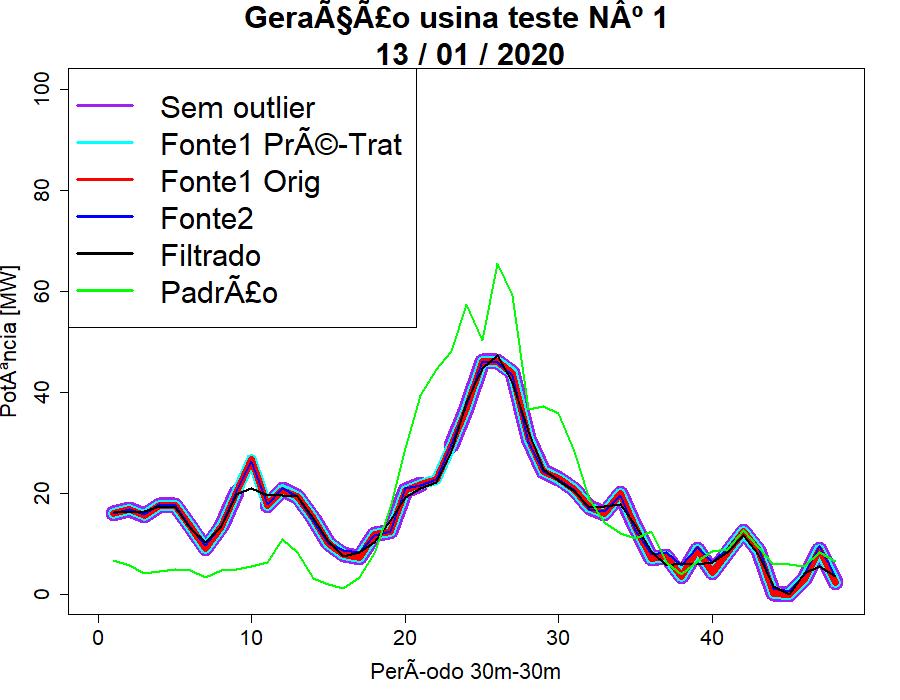 GeraÃ§Ã£o usina teste NÂº 1
13 / 01 / 2020
Sem outlier
Fonte1 PrÃ©-Trat
Fonte1 Orig
Fonte2
Filtrado
PadrÃ£o
PotÃªncia [MW]
100
80
60
40
20
0
0 10 20 30 40
PerÃ-odo 30m-30m